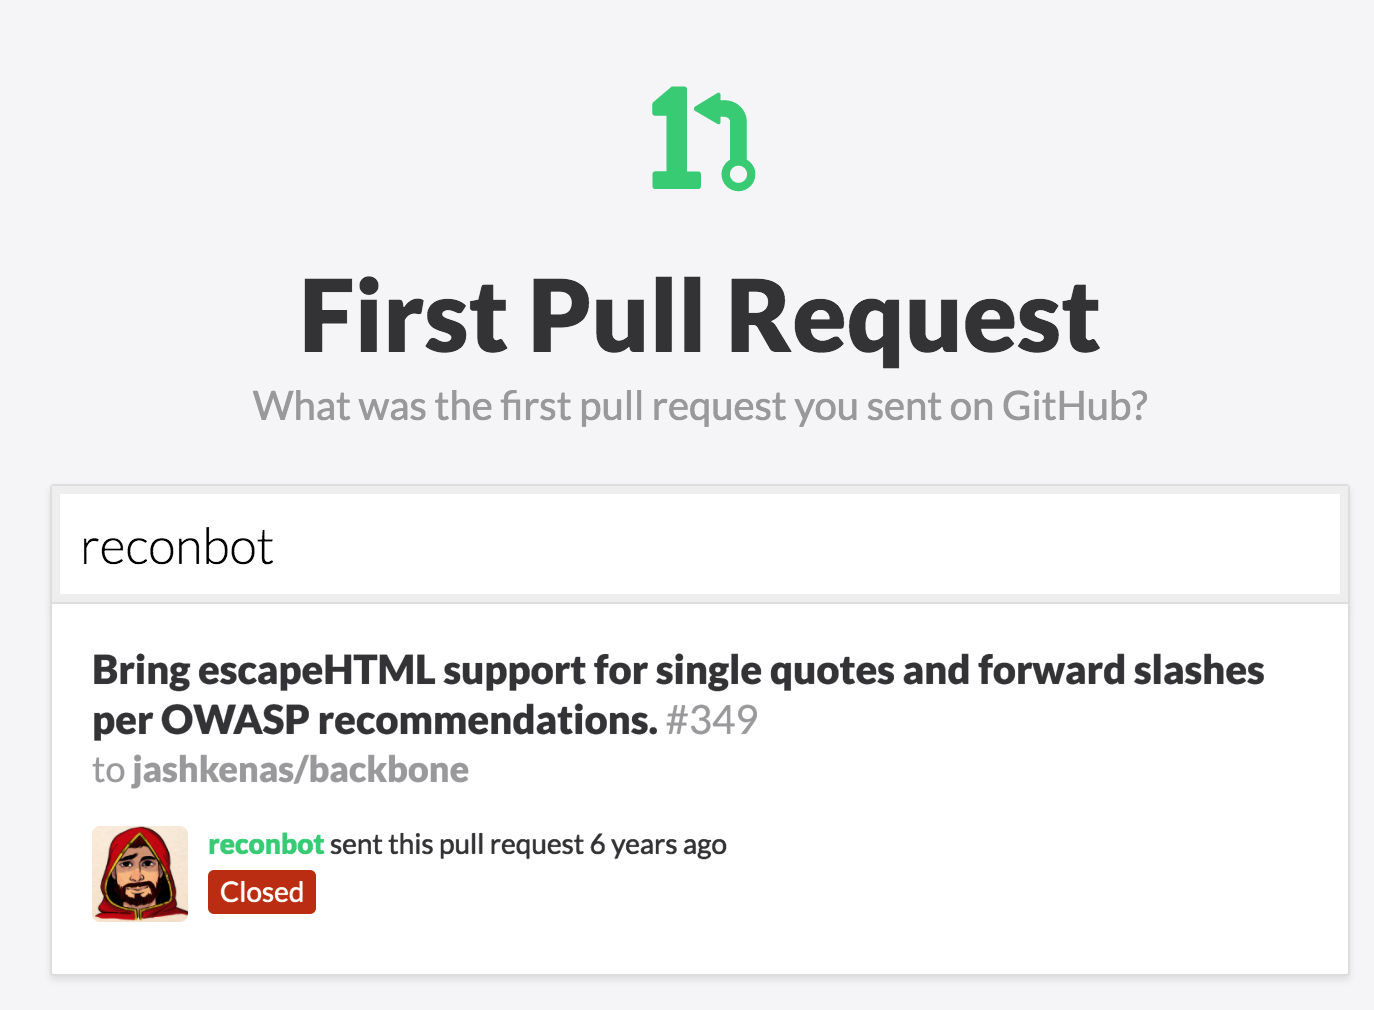 First Pull Request
What was the first pull request you sent on GitHub?
reconbot
Bring escapeHTML support for single quotes and forward slashes
per OWASP recommendations. #349
to jashkenas/backbone
reconbot sent this pull request 6 years ago
Closed